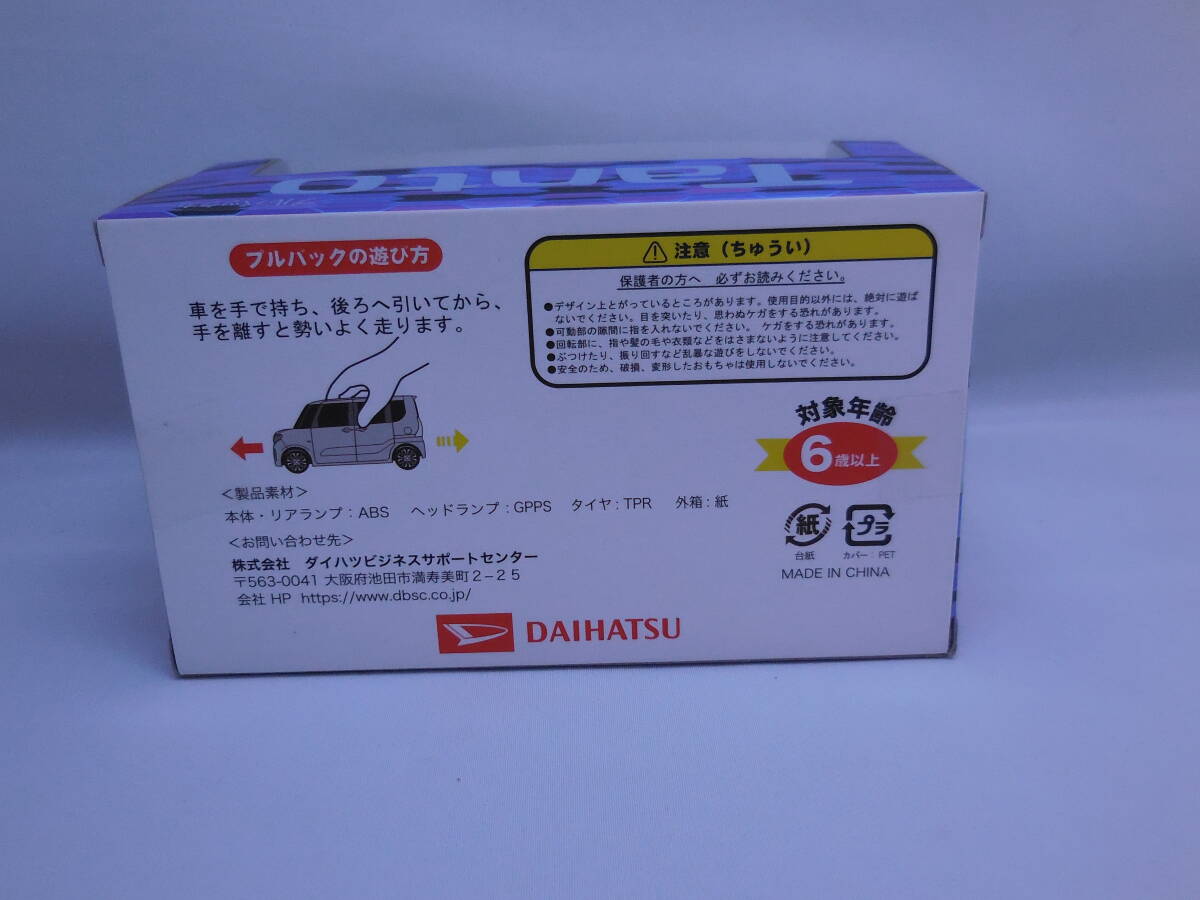 Tanto
プルバックの遊び方
車を手で持ち、後ろへ引いてから、
手を離すと勢いよく走ります。
注意（ちゅうい）
保護者の方へ 必ずお読みください。
●デザイン上とがっているところがあります。使用目的以外には、絶対に遊ば
ないでください。目を突いたり、思わぬケガをする恐れがあります。
●可動部の隙間に指を入れないでください。ケガをする恐れがあります。
●回転部に、指や髪の毛や衣類などをはさまないように注意してください。
●ぶつけたり、振り回すなど乱暴な遊びをしないでください。
●安全のため、破損、変形したおもちゃは使用しないでください。
対象年齢
6歳以上
＜製品素材＞
本体・リアランプ：ABS ヘッドランプ：GPPS タイヤ：TPR 外箱：紙
＜お問い合わせ先＞
株式会社 ダイハツビジネスサポートセンター
〒563-0041 大阪府池田市満寿美町2－25
会社 HP https://www.dbsc.co.jp/
紙
台紙
プラ
カバー：PET
MADE IN CHINA
DAIHATSU